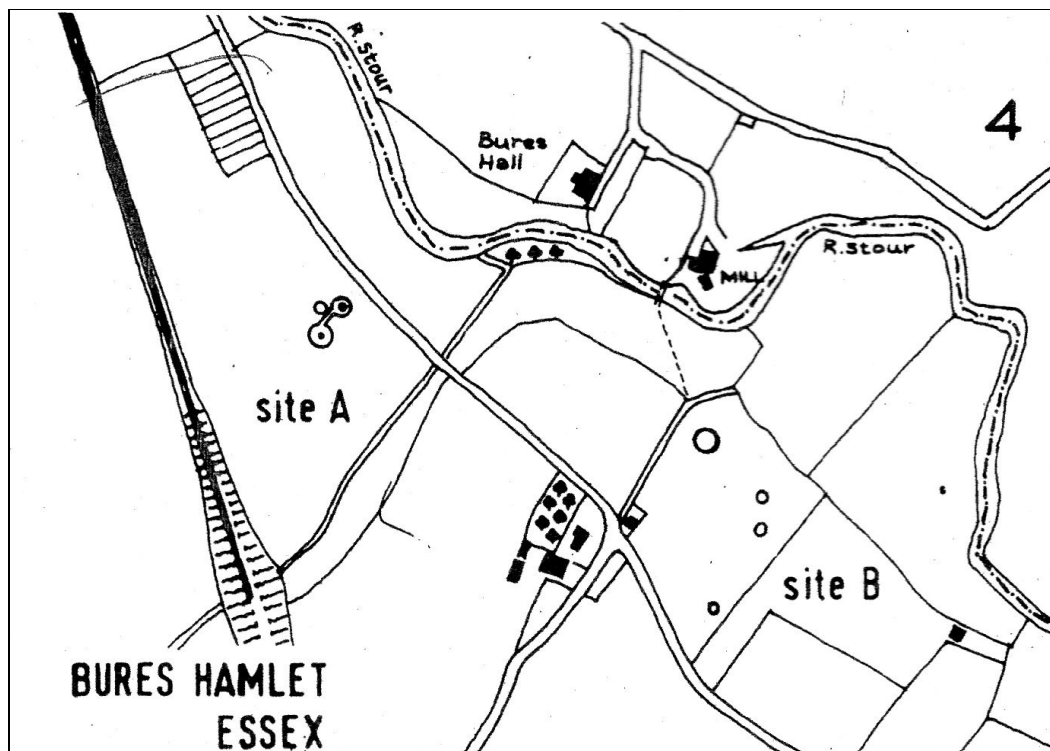 R. Stour
4
Bures
Hall
R. Stour
MILL
site A
site B
BURES HAMLET
ESSEX